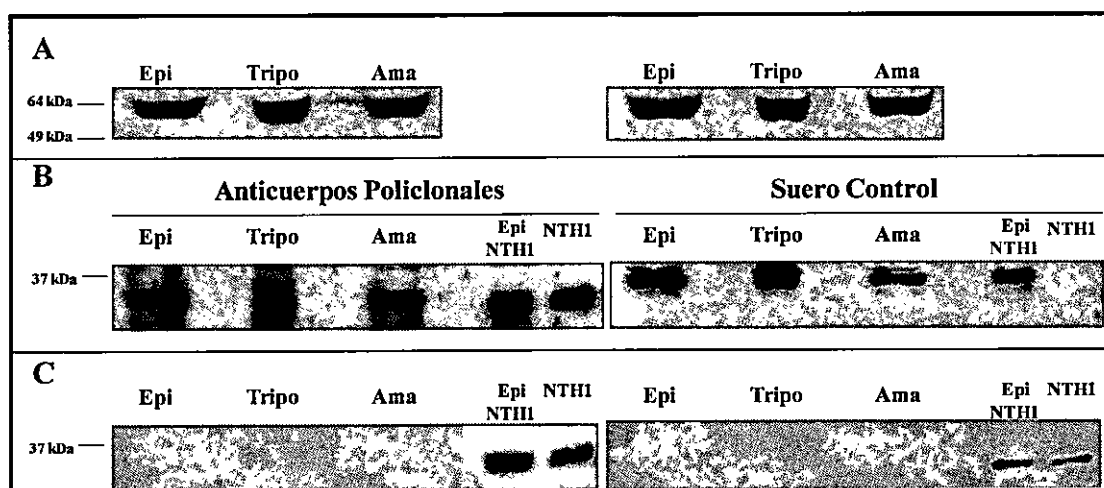 A
Epi Tripo Ama Epi Tripo Ama
64 kDa
49 kDa
B
Anticuerpos Policlonales Suero Control
Epi Tripo Ama Epi NTH1 NTH1 Epi Tripo Ama Epi NTH1 NTH1
37 kDa
C
Epi Tripo Ama Epi NTH1 NTH1 Epi Tripo Ama Epi NTH1 NTH1
37 kDa